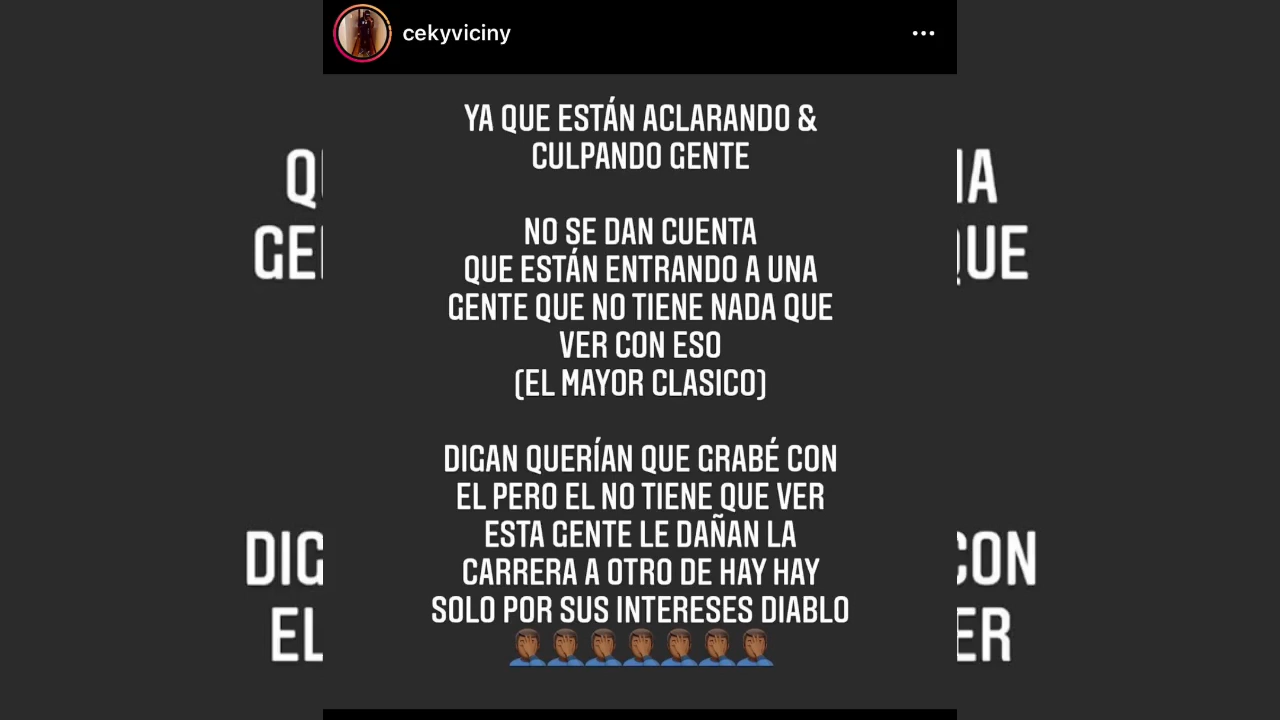 cekyviciny
YA QUE ESTÁN ACLARANDO &
CULPANDO GENTE
NO SE DAN CUENTA
QUE ESTÁN ENTRANDO A UNA
GENTE QUE NO TIENE NADA QUE
VER CON ESO
(EL MAYOR CLASICO)
DIGAN QUERÍAN QUE GRABÉ CON
EL PERO EL NO TIENE QUE VER
ESTA GENTE LE DAÑAN LA
CARRERA A OTRO DE HAY HAY
SOLO POR SUS INTERESES DIABLO
🤦🏾‍♂️🤦🏾‍♂️🤦🏾‍♂️🤦🏾‍♂️🤦🏾‍♂️🤦🏾‍♂️🤦🏾‍♂️